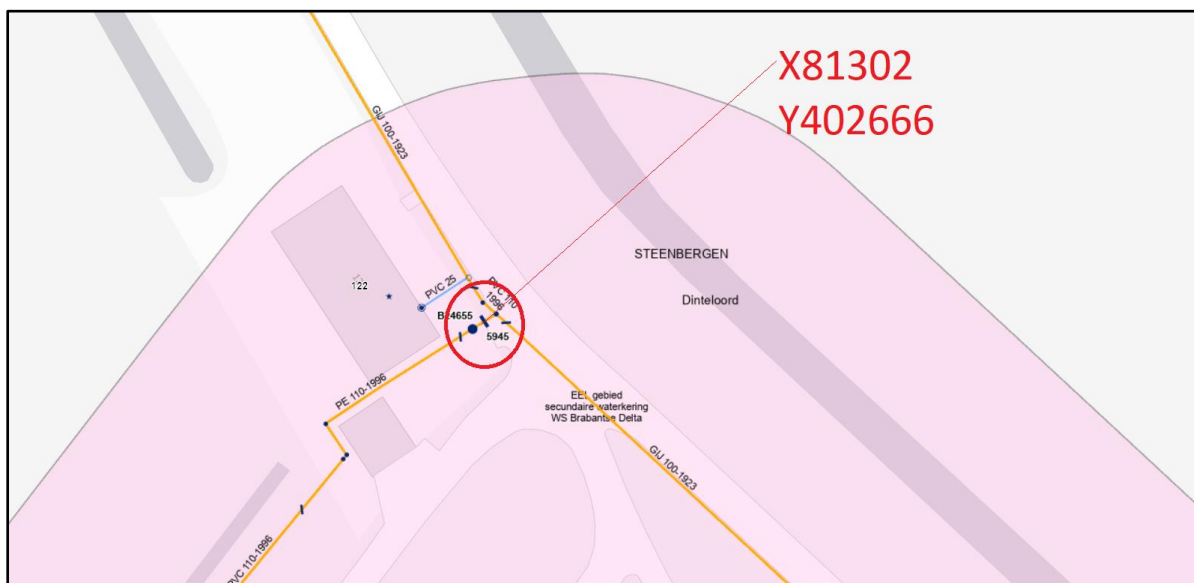 X81302
Y402666
GIJ 100-1923
STEENBERGEN
122
PVC 25
PVC 110
1996
Dinteloord
B24655
5945
PE 110-1996
EEL gebied
secundaire waterkering
WS Brabantse Delta
GIJ 100-1923
PVC 110-1996